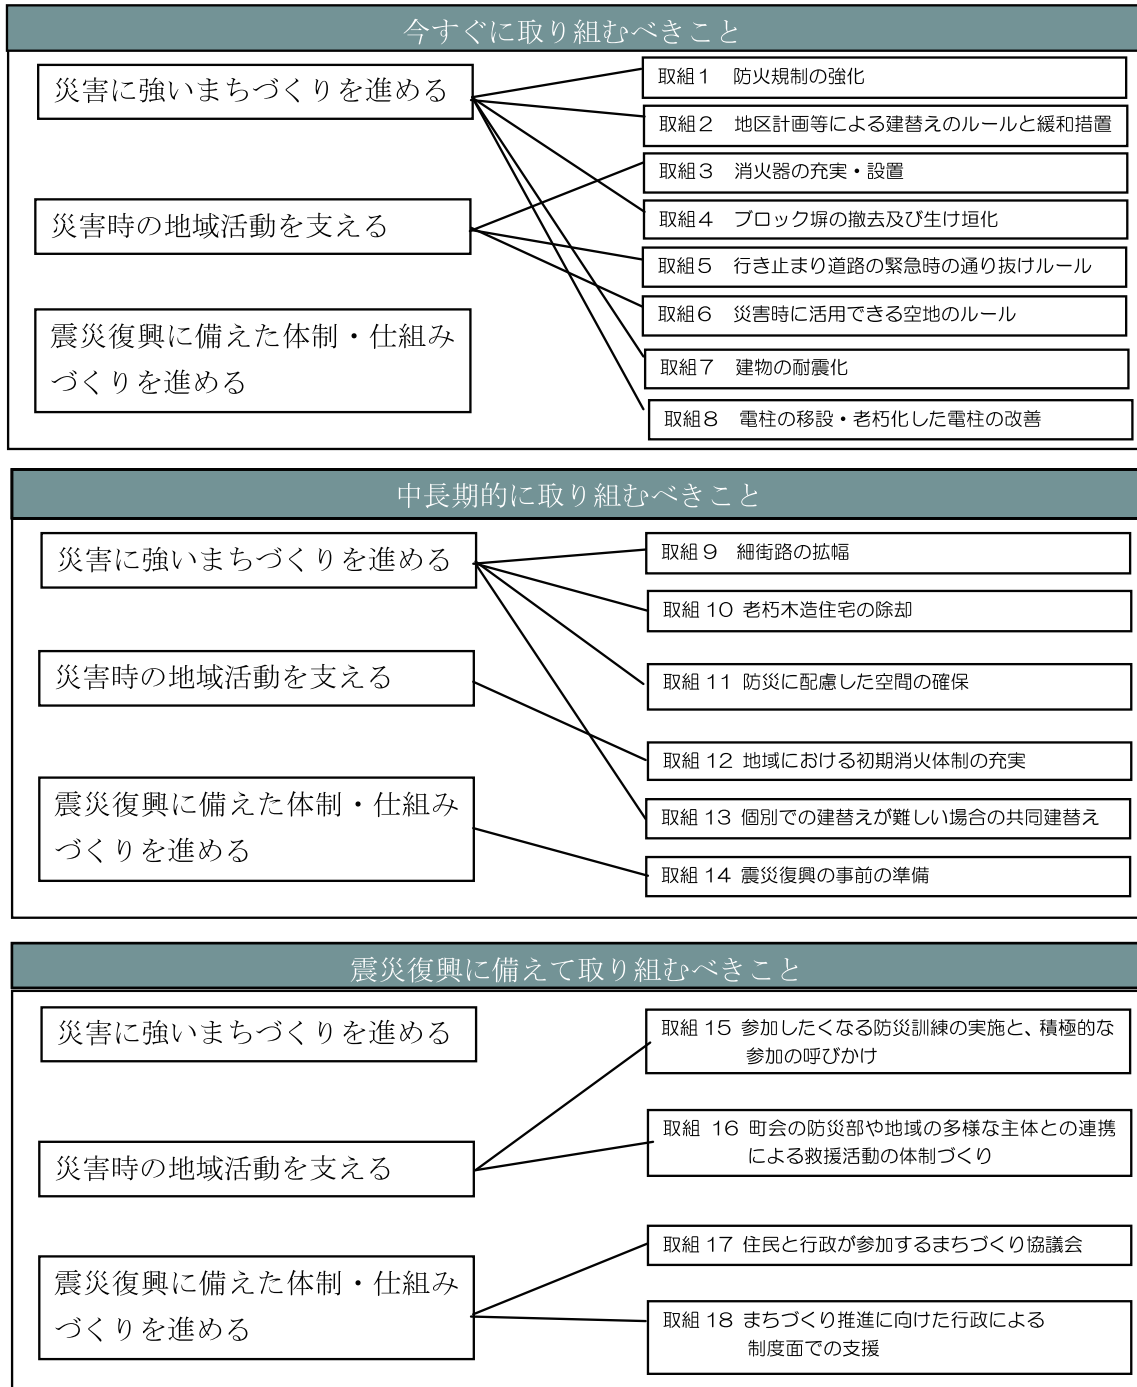 今すぐに取り組むべきこと
災害に強いまちづくりを進める
災害時の地域活動を支える
震災復興に備えた体制・仕組み
づくりを進める
取組1 防火規制の強化
取組2 地区計画等による建替えのルールと緩和措置
取組3 消火器の充実・設置
取組4 ブロック塀の撤去及び生け垣化
取組5 行き止まり道路の緊急時の通り抜けルール
取組6 災害時に活用できる空地のルール
取組7 建物の耐震化
取組8 電柱の移設・老朽化した電柱の改善
中長期的に取り組むべきこと
災害に強いまちづくりを進める
災害時の地域活動を支える
震災復興に備えた体制・仕組み
づくりを進める
取組9 細街路の拡幅
取組 10 老朽木造住宅の除却
取組 11 防災に配慮した空間の確保
取組 12 地域における初期消火体制の充実
取組 13 個別での建替えが難しい場合の共同建替え
取組 14 震災復興の事前の準備
震災復興に備えて取り組むべきこと
災害に強いまちづくりを進める
災害時の地域活動を支える
震災復興に備えた体制・仕組み
づくりを進める
取組 15 参加したくなる防災訓練の実施と、積極的な
参加の呼びかけ
取組 16 町会の防災部や地域の多様な主体との連携
による救援活動の体制づくり
取組 17 住民と行政が参加するまちづくり協議会
取組 18 まちづくり推進に向けた行政による
制度面での支援